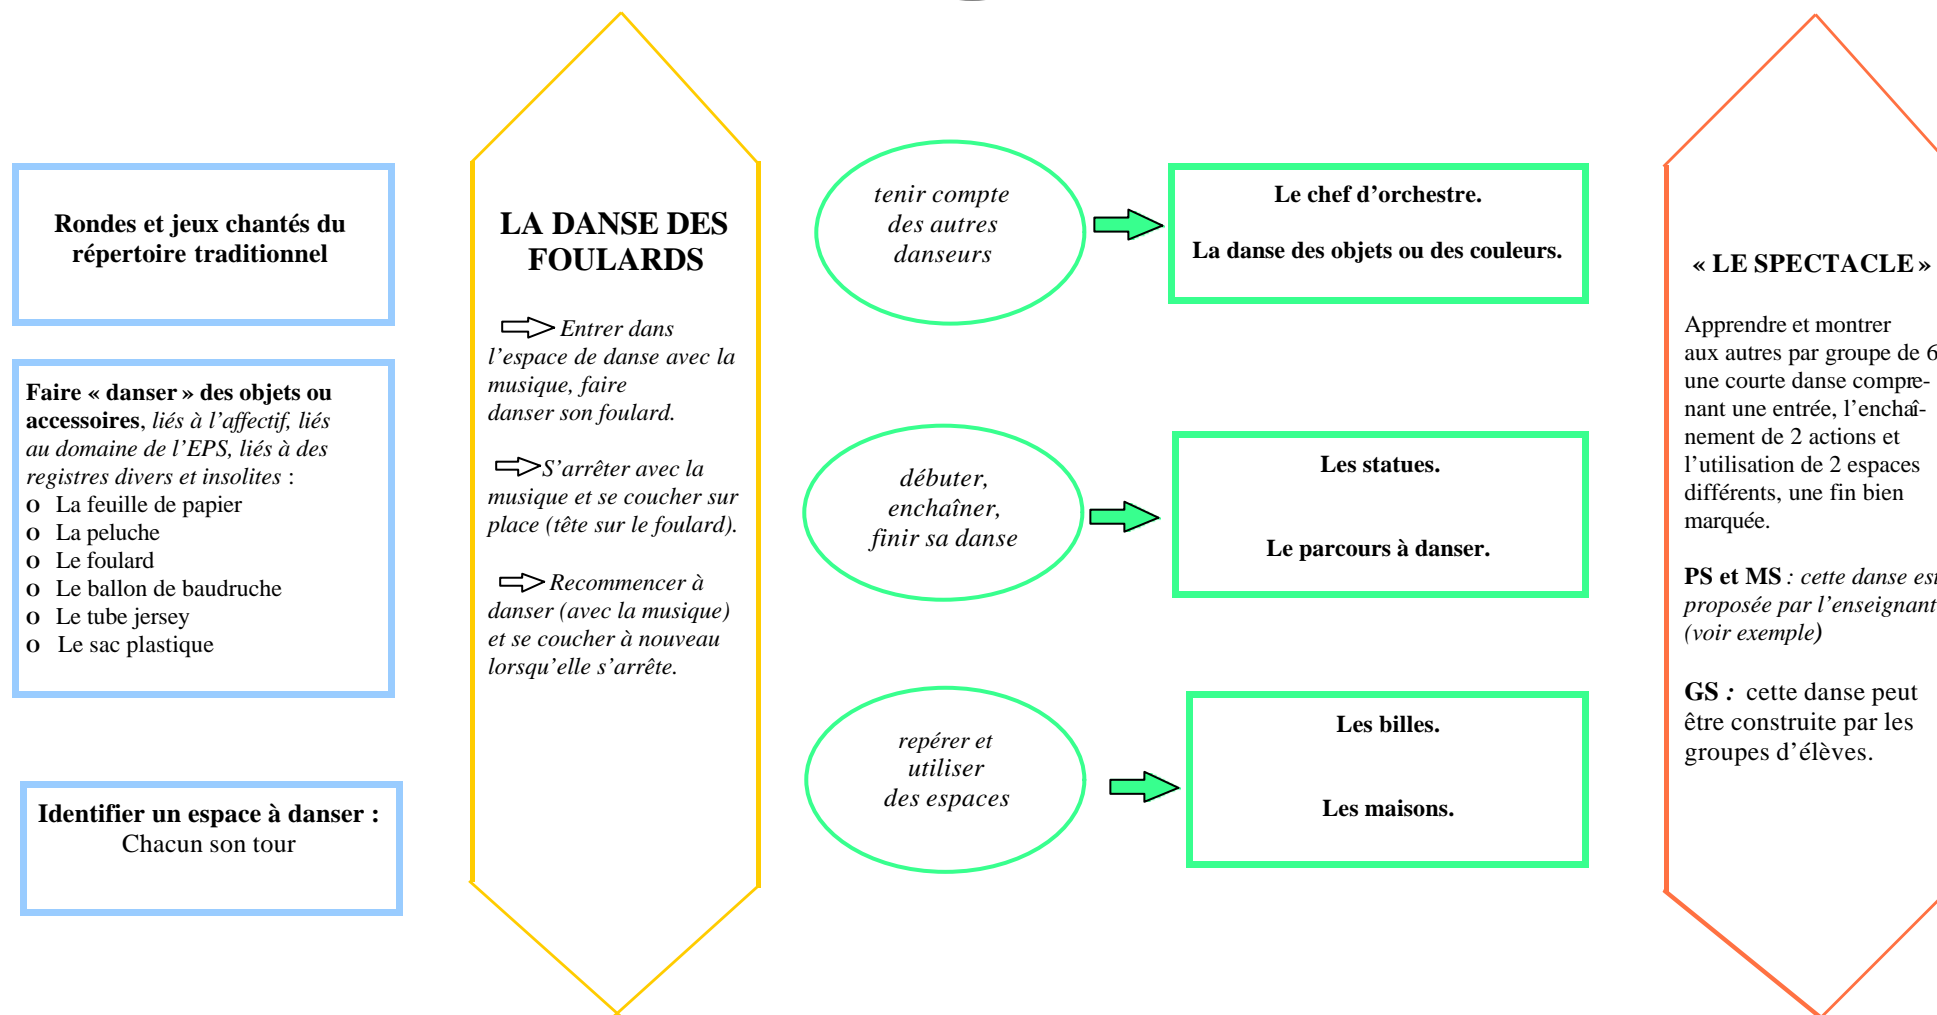 Rondes et jeux chantés du
répertoire traditionnel
Faire « danser » des objets ou
accessoires, liés à l’affectif, liés
au domaine de l’EPS, liés à des
registres divers et insolites :
o La feuille de papier
o La peluche
o Le foulard
o Le ballon de baudruche
o Le tube jersey
o Le sac plastique
Identifier un espace à danser :
Chacun son tour
LA DANSE DES
FOULARDS
Entrer dans
l’espace de danse avec la
musique, faire
danser son foulard.
S’arrêter avec la
musique et se coucher sur
place (tête sur le foulard).
Recommencer à
danser (avec la musique)
et se coucher à nouveau
lorsqu’elle s’arrête.
tenir compte
des autres
danseurs
Le chef d’orchestre.
La danse des objets ou des couleurs.
débuter,
enchaîner,
finir sa danse
Les statues.
Le parcours à danser.
repérer et
utiliser
des espaces
Les billes.
Les maisons.
« LE SPECTACLE »
Apprendre et montrer
aux autres par groupe de 6
une courte danse compre-
nant une entrée, l’enchaî-
nement de 2 actions et
l’utilisation de 2 espaces
différents, une fin bien
marquée.
PS et MS : cette danse est
proposée par l’enseignant
(voir exemple)
GS : cette danse peut
être construite par les
groupes d’élèves.